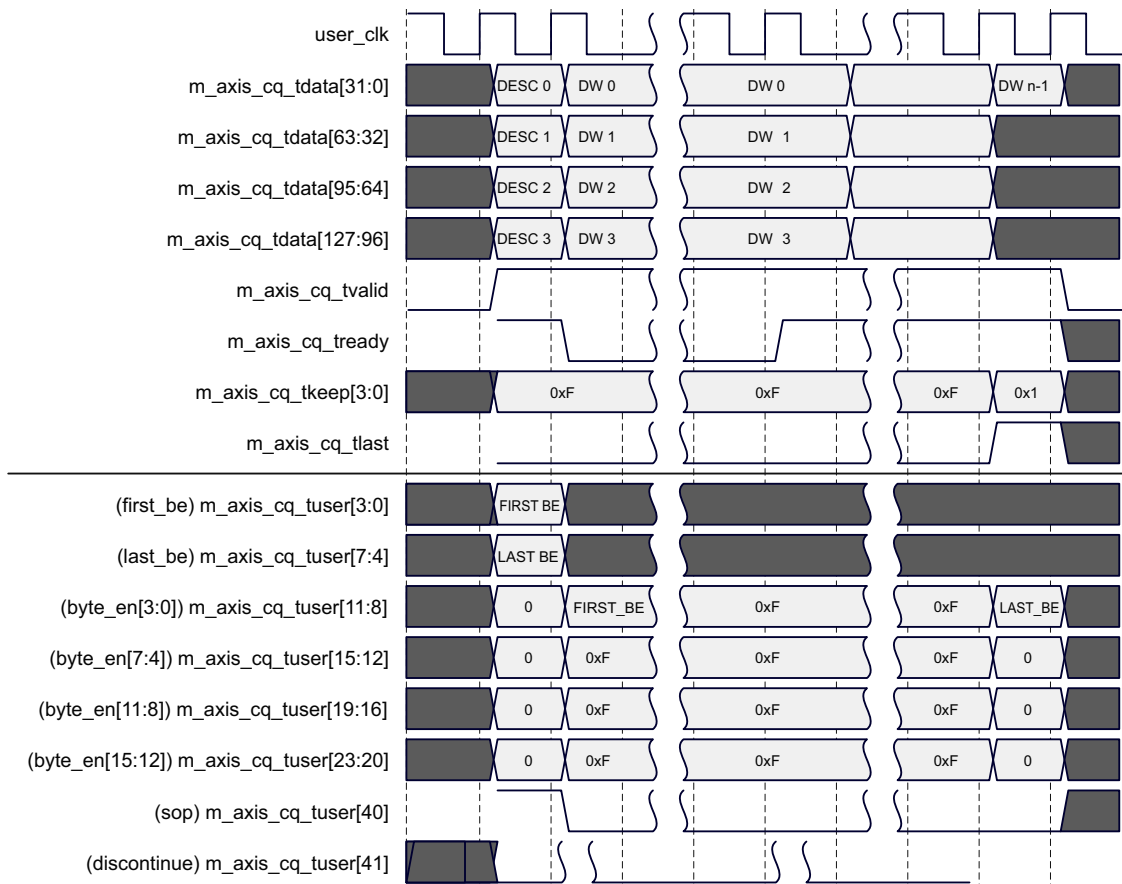 user_clk
m_axis_cq_tdata[31:0] DESC 0 DW 0 DW 0 DW n-1
m_axis_cq_tdata[63:32] DESC 1 DW 1 DW 1
m_axis_cq_tdata[95:64] DESC 2 DW 2 DW 2
m_axis_cq_tdata[127:96] DESC 3 DW 3 DW 3
m_axis_cq_tvalid
m_axis_cq_tready
m_axis_cq_tkeep[3:0] 0xF 0xF 0xF 0x1
m_axis_cq_tlast
(first_be) m_axis_cq_tuser[3:0] FIRST BE
(last_be) m_axis_cq_tuser[7:4] LAST BE
(byte_en[3:0]) m_axis_cq_tuser[11:8] 0 FIRST_BE 0xF 0xF LAST_BE
(byte_en[7:4]) m_axis_cq_tuser[15:12] 0 0xF 0xF 0xF 0
(byte_en[11:8]) m_axis_cq_tuser[19:16] 0 0xF 0xF 0xF 0
(byte_en[15:12]) m_axis_cq_tuser[23:20] 0 0xF 0xF 0xF 0
(sop) m_axis_cq_tuser[40]
(discontinue) m_axis_cq_tuser[41]